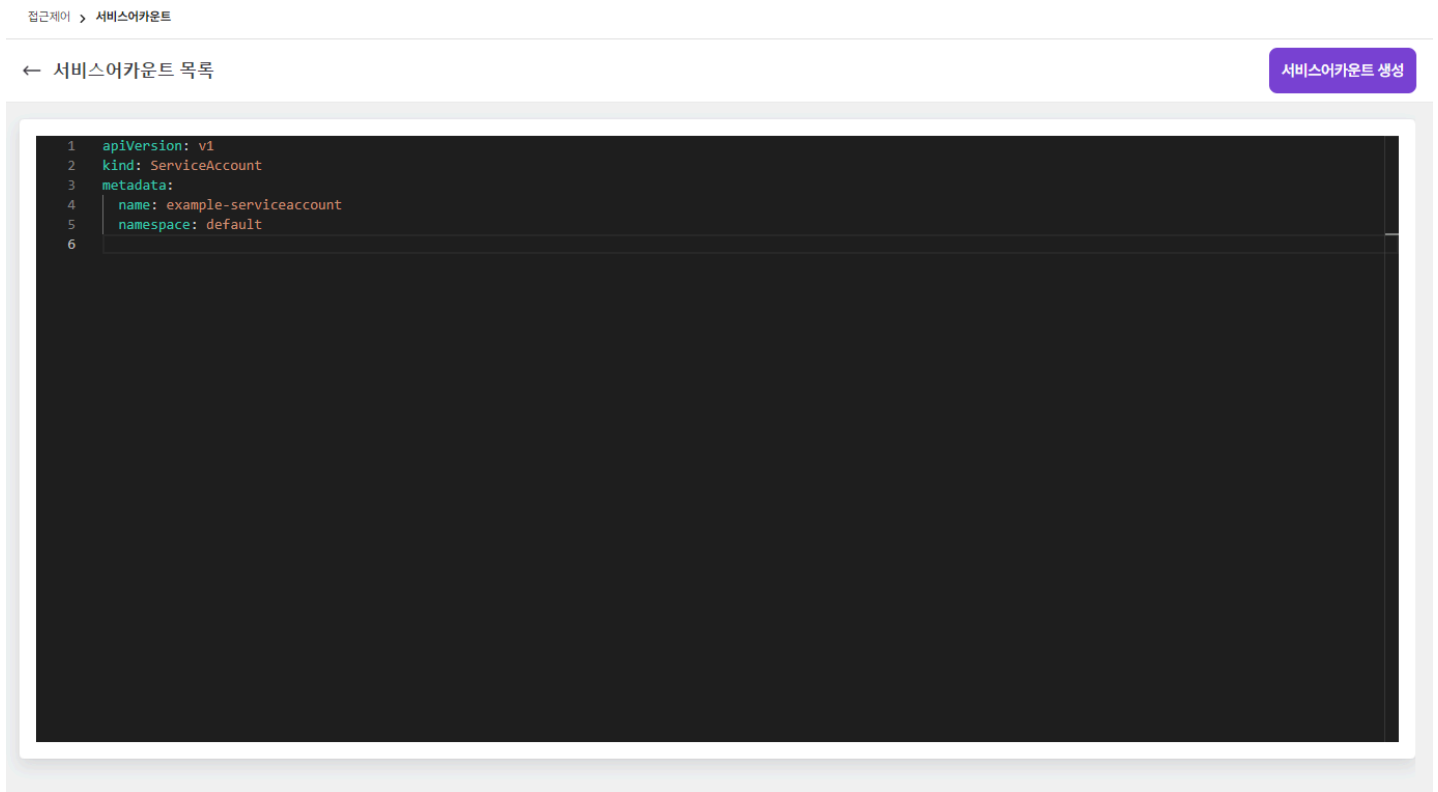 접근제어 > 서비스어카운트
← 서비스어카운트 목록
서비스어카운트 생성
1 apiVersion: v1
2 kind: ServiceAccount
3 metadata:
4   name: example-serviceaccount
5   namespace: default
6